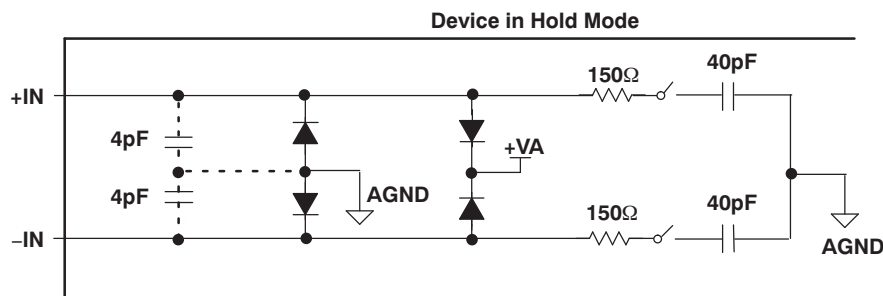 Device in Hold Mode
150Ω
40pF
+IN
4pF
+VA
4pF
AGND
150Ω
40pF
−IN
AGND